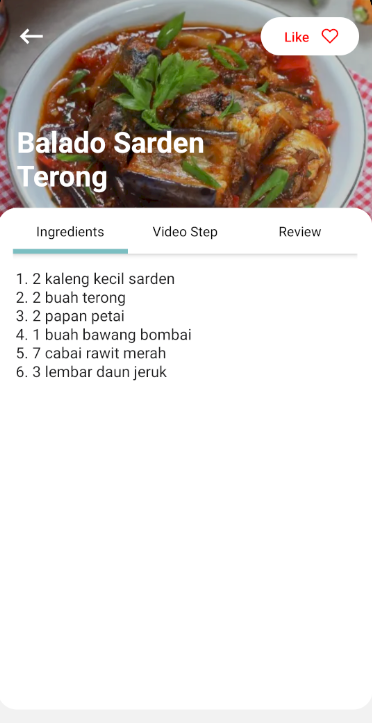 Like
Balado Sarden
Terong
Ingredients
Video Step
Review
1. 2 kaleng kecil sarden
2. 2 buah terong
3. 2 papan petai
4. 1 buah bawang bombai
5. 7 cabai rawit merah
6. 3 lembar daun jeruk